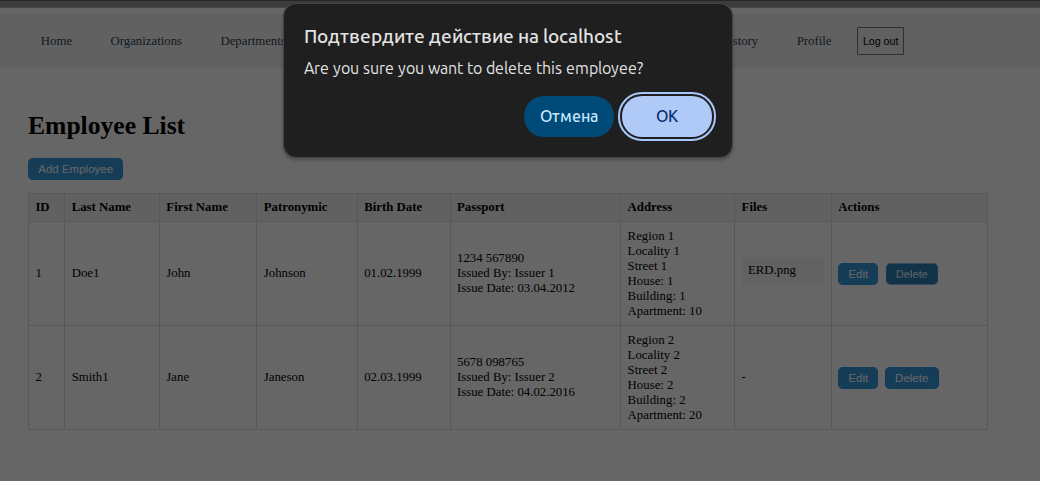 Home Organizations Departments story Profile Log out
Подтвердите действие на localhost
Are you sure you want to delete this employee?
Отмена OK
Employee List
Add Employee
ID Last Name First Name Patronymic Birth Date Passport Address Files Actions
1 Doe1 John Johnson 01.02.1999
1234 567890
Issued By: Issuer 1
Issue Date: 03.04.2012
Region 1
Locality 1
Street 1
House: 1
Building: 1
Apartment: 10
ERD.png
Edit Delete
2 Smith1 Jane Janeson 02.03.1999
5678 098765
Issued By: Issuer 2
Issue Date: 04.02.2016
Region 2
Locality 2
Street 2
House: 2
Building: 2
Apartment: 20
-
Edit Delete